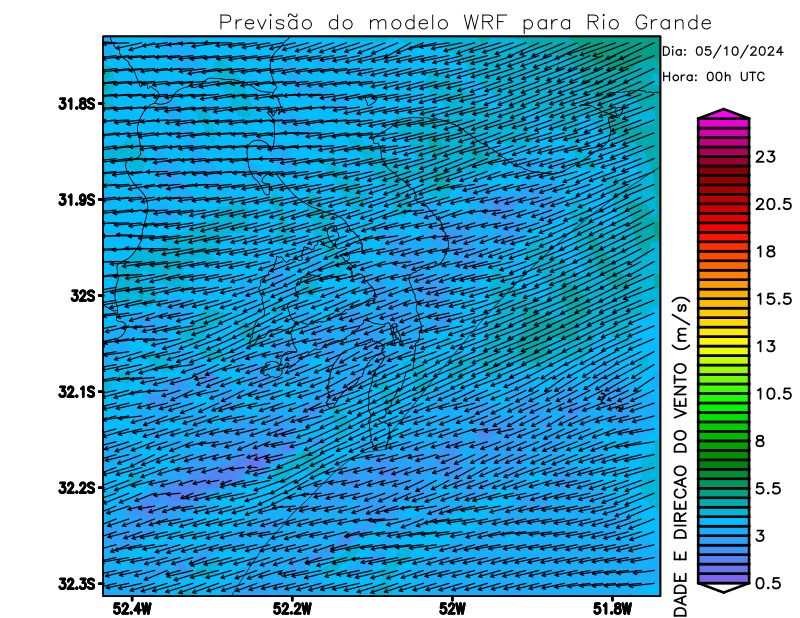 Previsão do modelo WRF para Rio Grande
Dia: 05/10/2024
Hora: 00h UTC
31.8S
31.9S
32S
32.1S
32.2S
32.3S
52.4W
52.2W
52W
51.8W
23
20.5
18
15.5
13
10.5
8
5.5
3
0.5
DADE E DIRECAO DO VENTO (m/s)